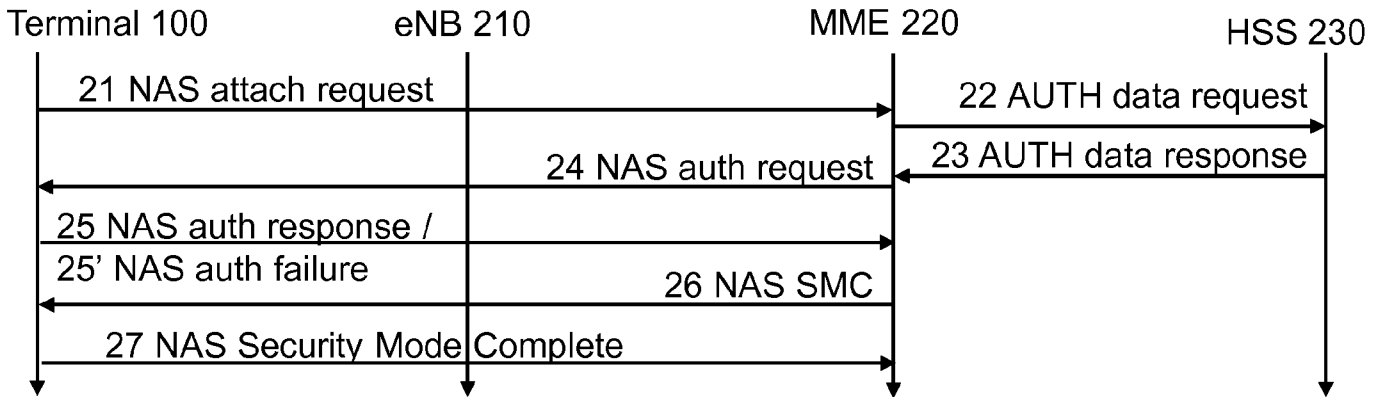 Terminal 100
eNB 210
MME 220
HSS 230
21 NAS attach request
22 AUTH data request
23 AUTH data response
24 NAS auth request
25 NAS auth response /
25’ NAS auth failure
26 NAS SMC
27 NAS Security Mode Complete